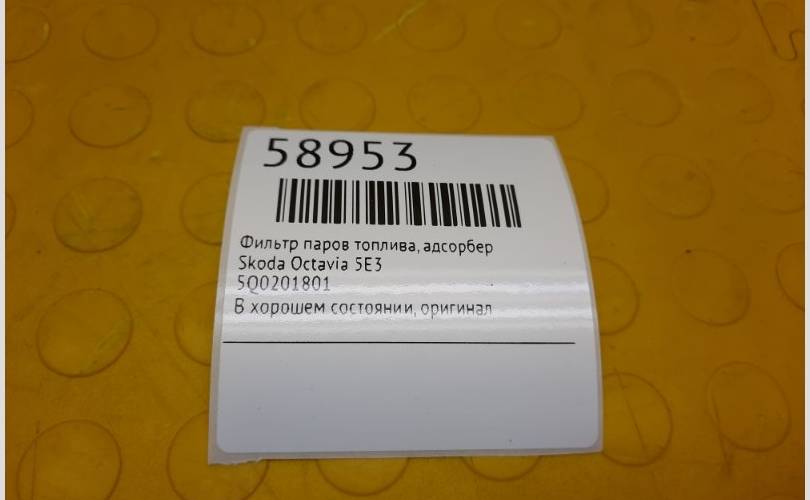 58953
Фильтр паров топлива, адсорбер
Skoda Octavia 5E3
5Q0201801
В хорошем состоянии, оригинал